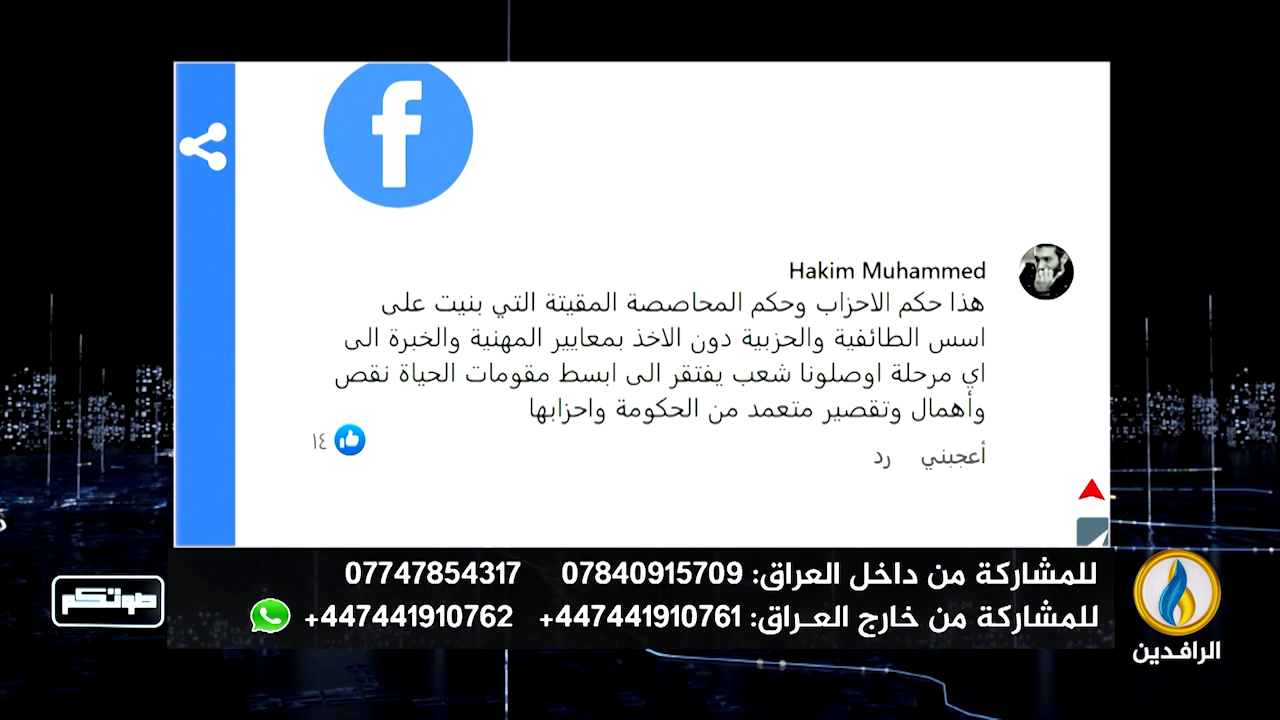 f
Hakim Muhammed
هذا حكم الاحزاب وحكم المحاصصة المقيتة التي بنيت على
اسس الطائفية والحزبية دون الاخذ بمعايير المهنية والخبرة الى
اي مرحلة اوصلونا شعب يفتقر الى ابسط مقومات الحياة نقص
وأهمال وتقصير متعمد من الحكومة واحزابها
١٤
أعجبني رد
للمشاركة من داخل العراق: 07840915709 07747854317
للمشاركة من خارج العـراق: 447441910761+ 447441910762+
صوتكم
الرافدين